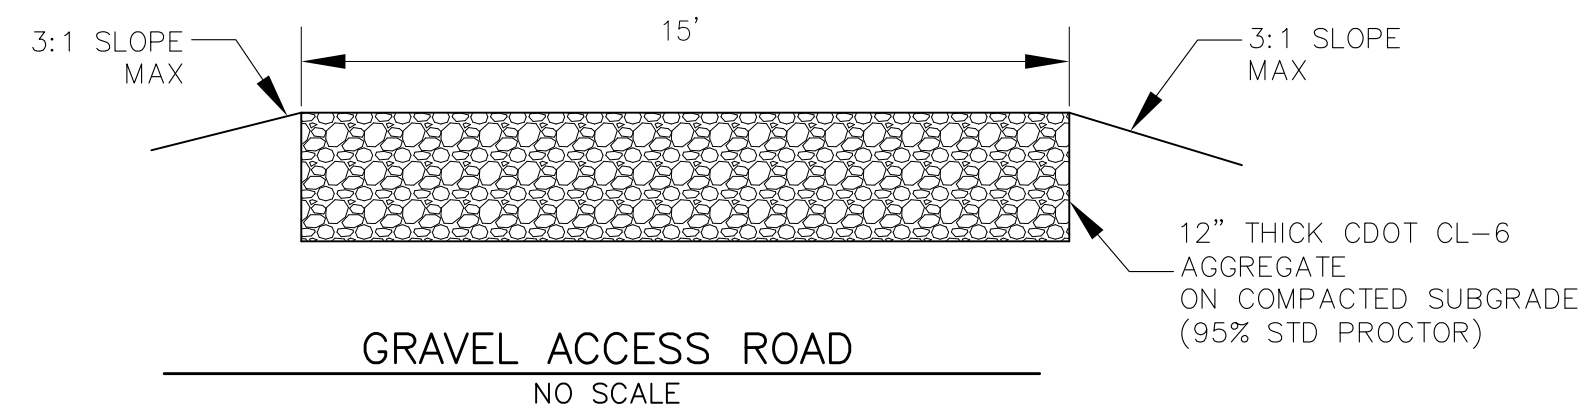 15’
3:1 SLOPE
MAX
3:1 SLOPE
MAX
12” THICK CDOT CL-6
AGGREGATE
ON COMPACTED SUBGRADE
(95% STD PROCTOR)
GRAVEL ACCESS ROAD
NO SCALE